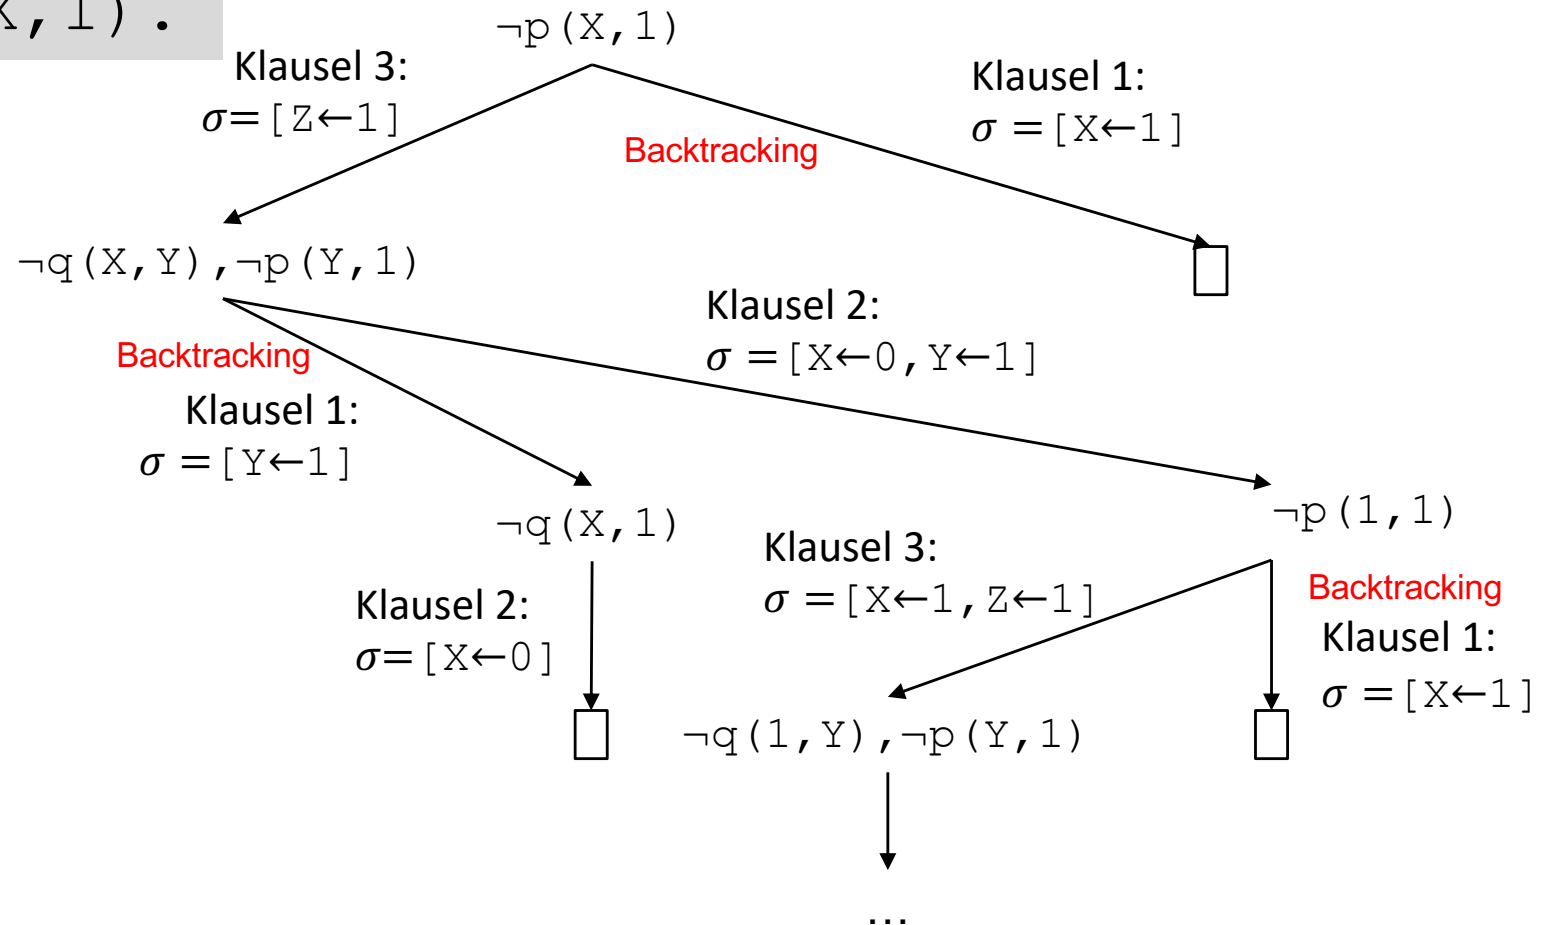 X,1).
¬p(X,1)
Klausel 3:
σ=[Z←1]
Klausel 1:
σ =[X←1]
Backtracking
¬q(X,Y),¬p(Y,1)
Klausel 2:
σ =[X←0,Y←1]
Backtracking
Klausel 1:
σ =[Y←1]
¬q(X,1)
¬p(1,1)
Klausel 3:
σ =[X←1,Z←1]
Backtracking
Klausel 1:
σ =[X←1]
Klausel 2:
σ=[X←0]
¬q(1,Y),¬p(Y,1)
...